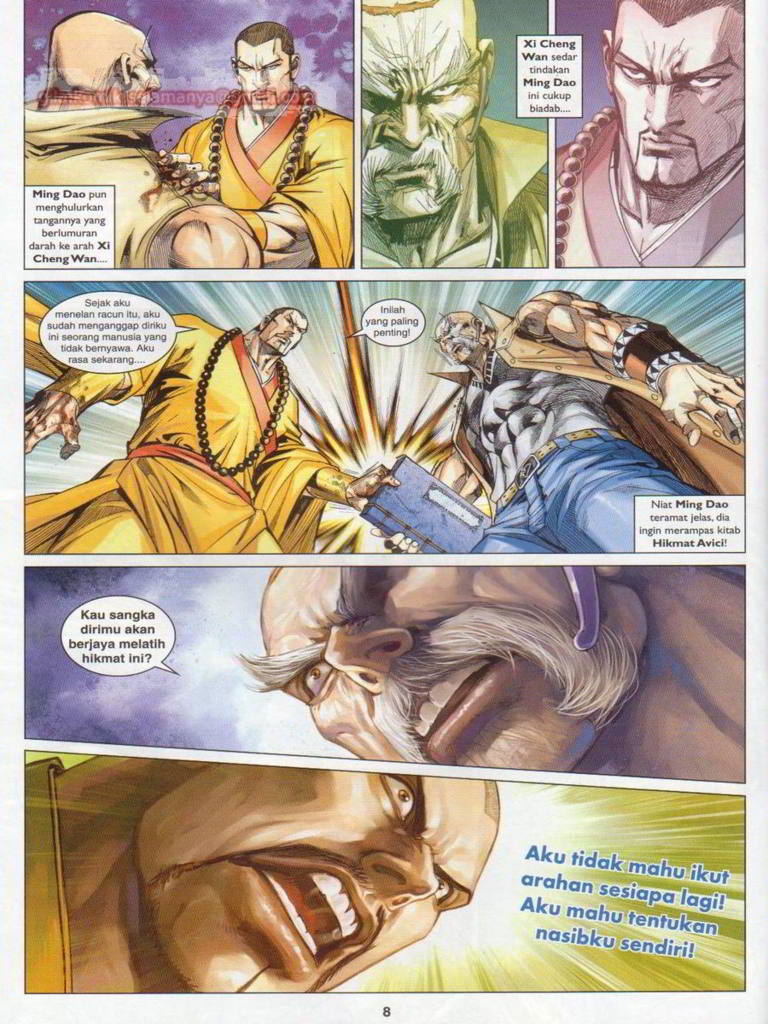 Ming Dao pun
menghulurkan
tangannya yang
berlumuran
darah ke arah Xi
Cheng Wan....
Xi Cheng
Wan sedar
tindakan
Ming Dao
ini cukup
biadab....
Sejak aku
menelan racun itu, aku
sudah menganggap diriku
ini seorang manusia yang
tidak bernyawa. Aku
rasa sekarang....
Inilah
yang paling
penting!
Niat Ming Dao
teramat jelas, dia
ingin merampas kitab
Hikmat Avici!
Kau sangka
dirimu akan
berjaya melatih
hikmat ini?
Aku tidak mahu ikut
arahan sesiapa lagi!
Aku mahu tentukan
nasibku sendiri!
8